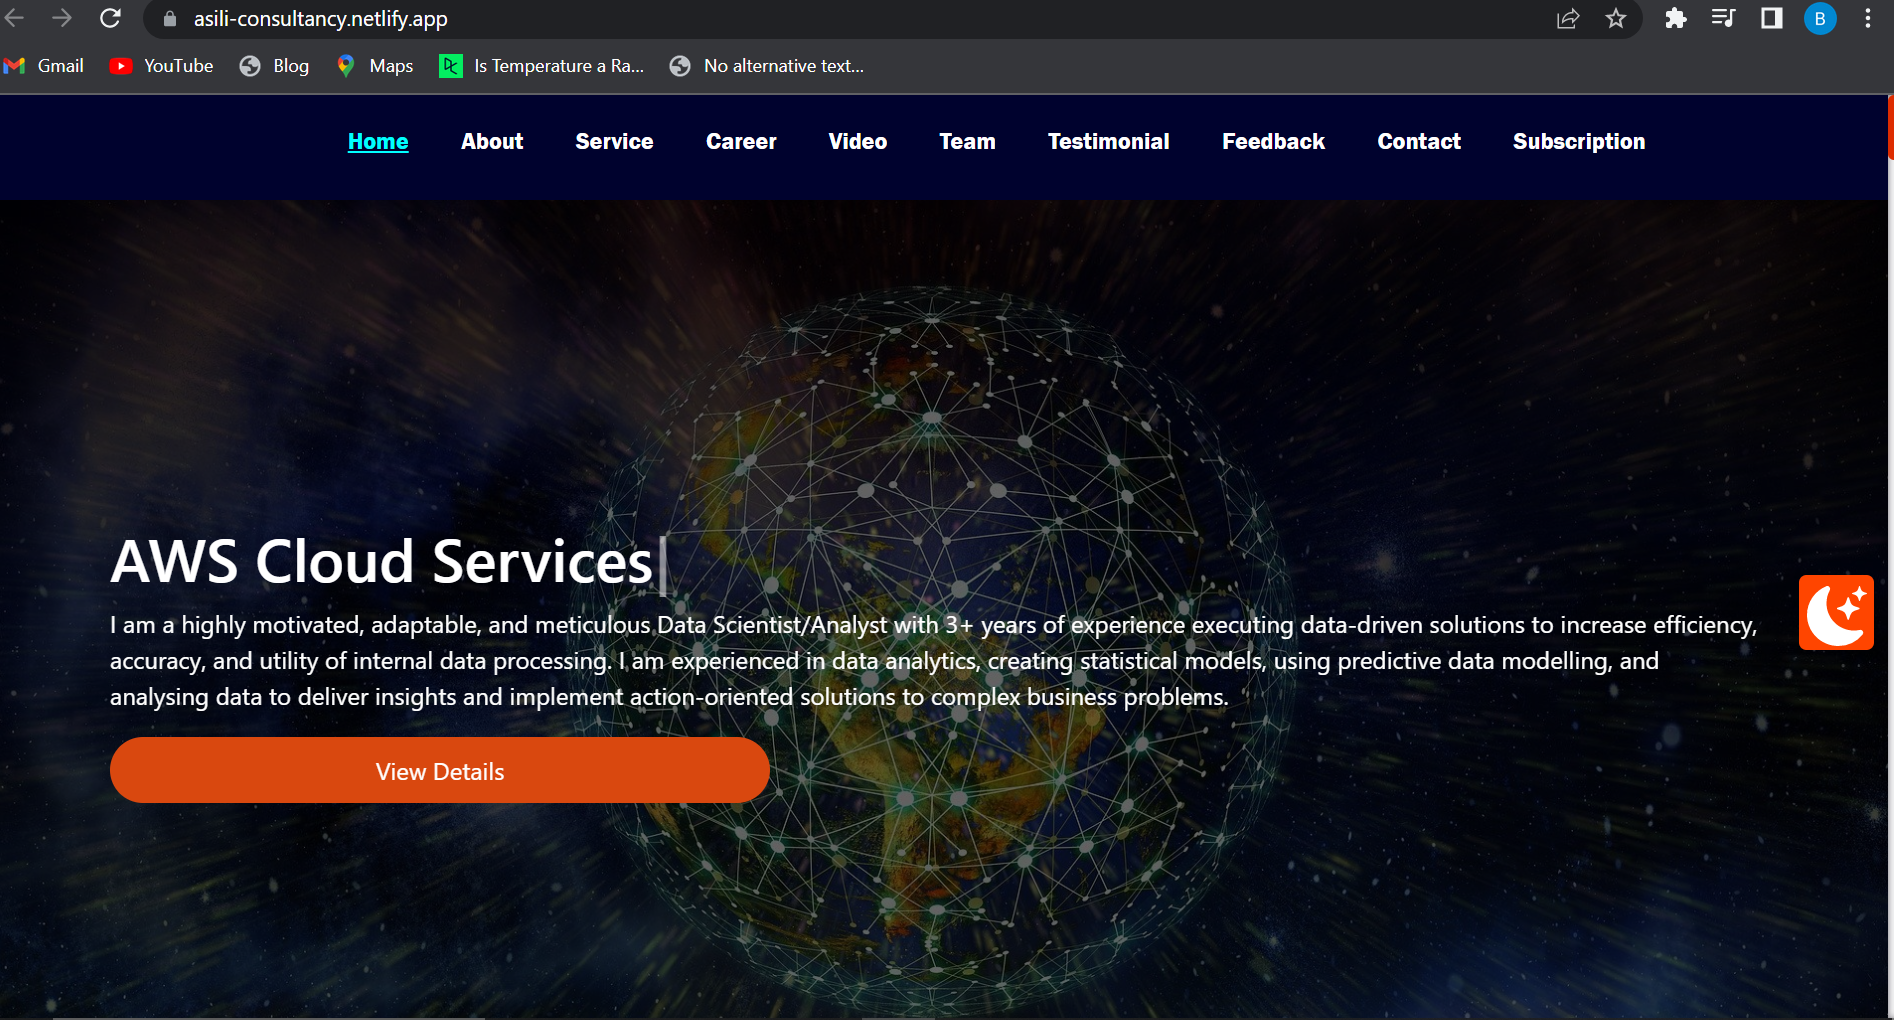 asili-consultancy.netlify.app
B
Gmail
YouTube
Blog
Maps
Is Temperature a Ra...
No alternative text...
Home
About
Service
Career
Video
Team
Testimonial
Feedback
Contact
Subscription
AWS Cloud Services|
I am a highly motivated, adaptable, and meticulous Data Scientist/Analyst with 3+ years of experience executing data-driven solutions to increase efficiency,
accuracy, and utility of internal data processing. I am experienced in data analytics, creating statistical models, using predictive data modelling, and
analysing data to deliver insights and implement action-oriented solutions to complex business problems.
View Details